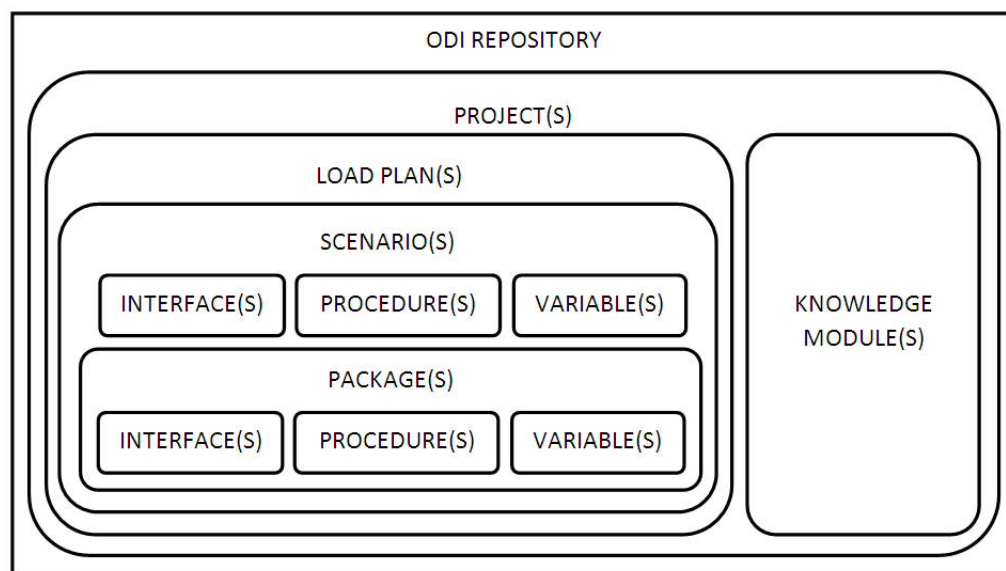 ODI REPOSITORY
PROJECT(S)
LOAD PLAN(S)
SCENARIO(S)
INTERFACE(S)
PROCEDURE(S)
VARIABLE(S)
PACKAGE(S)
INTERFACE(S)
PROCEDURE(S)
VARIABLE(S)
KNOWLEDGE
MODULE(S)